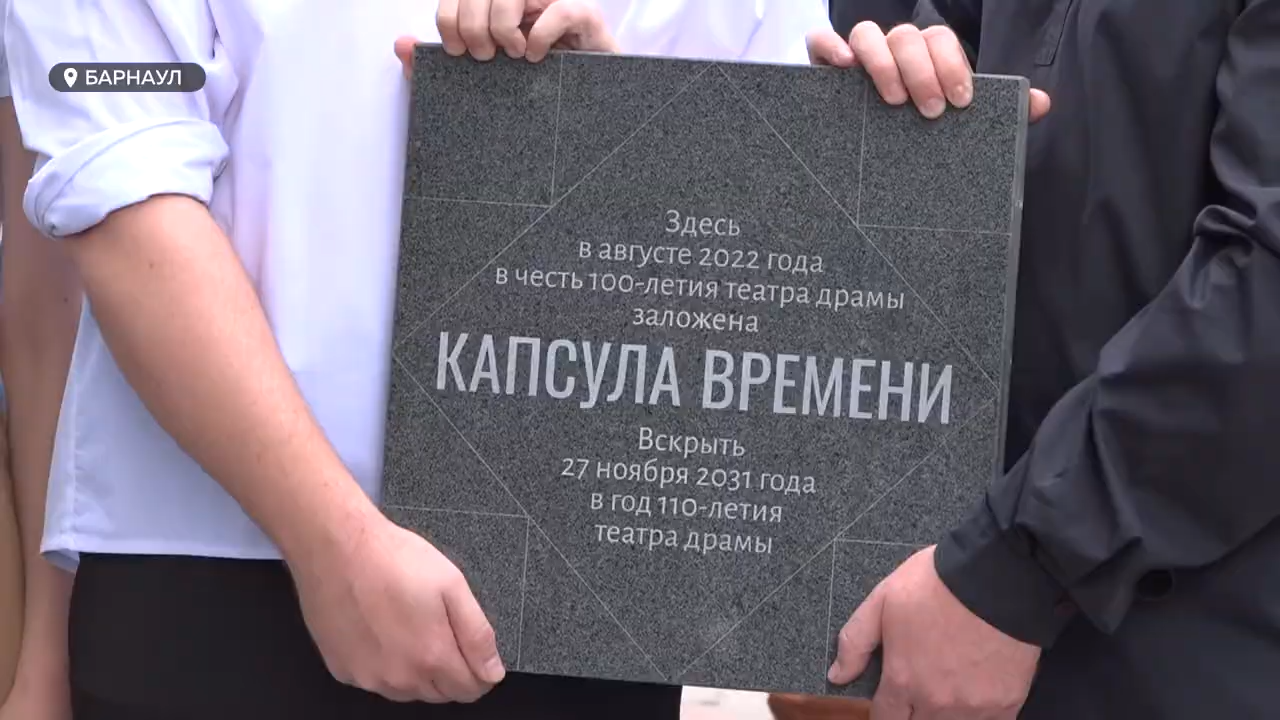 БАРНАУЛ
Здесь
в августе 2022 года
в честь 100-летия театра драмы
заложена
КАПСУЛА ВРЕМЕНИ
Вскрыть
27 ноября 2031 года
в год 110-летия
театра драмы